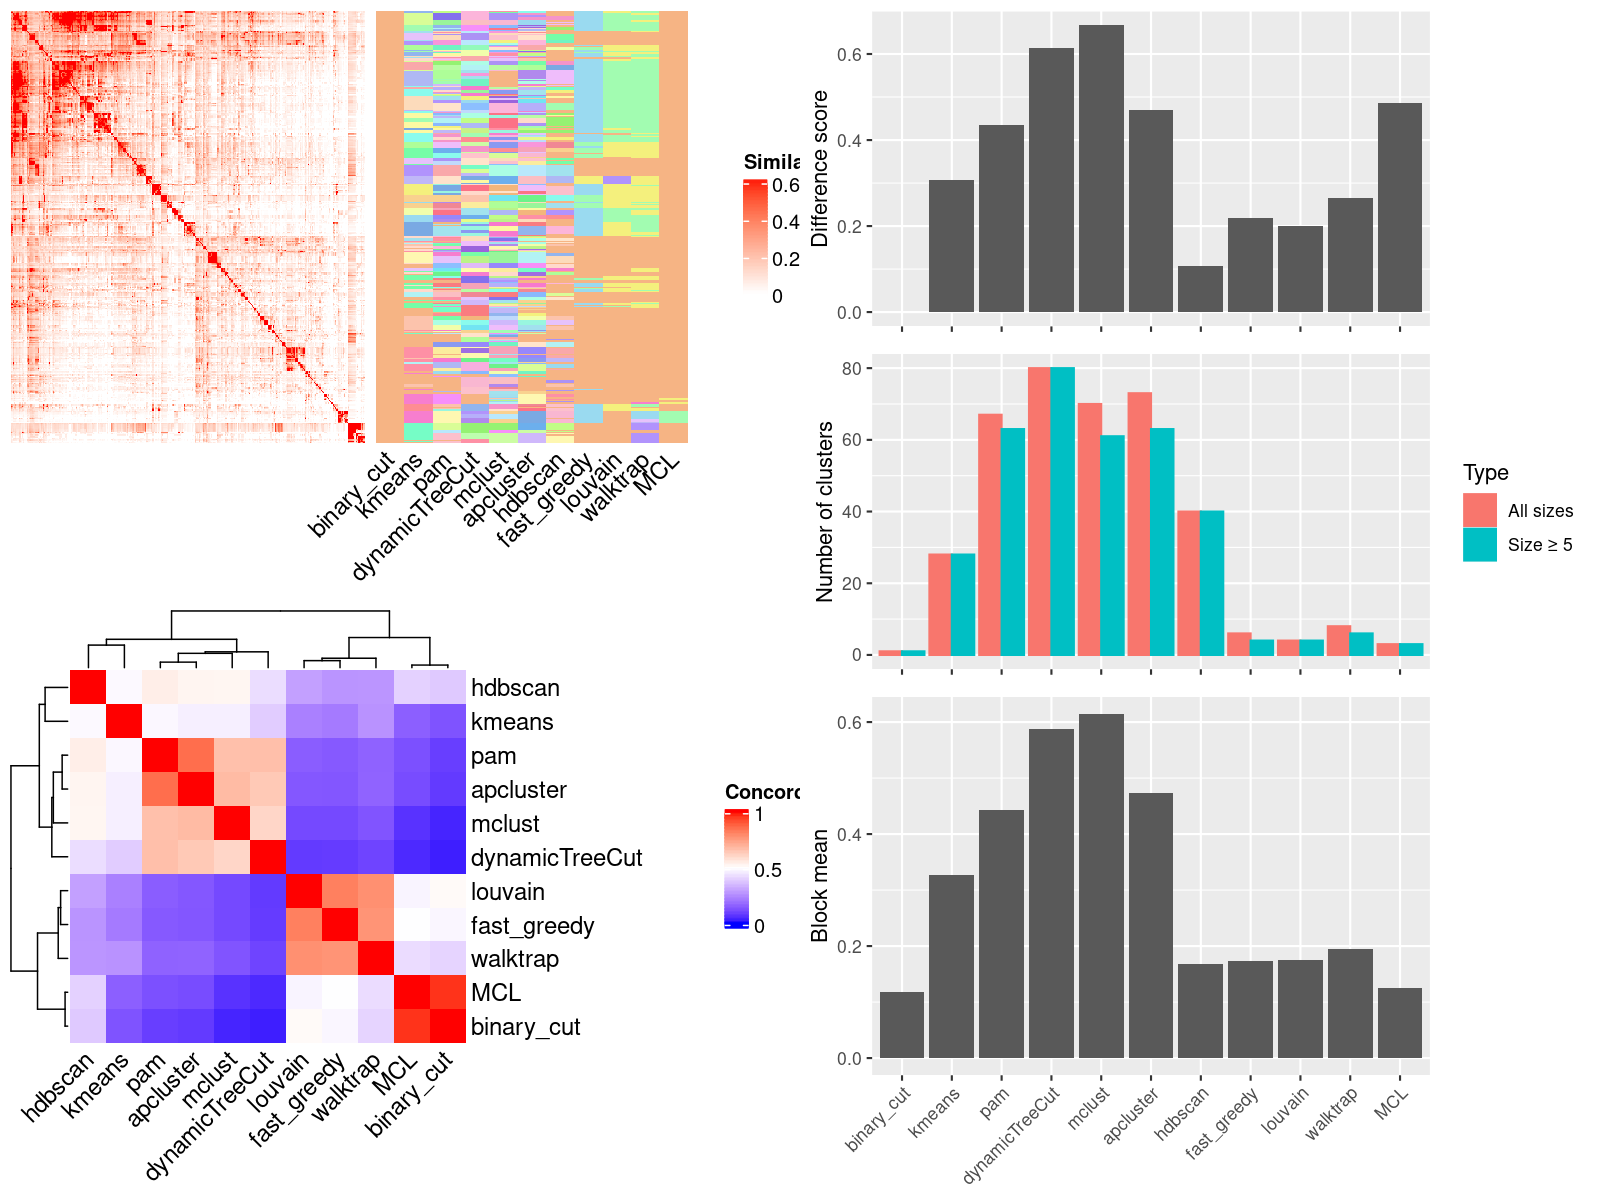 Simila
0.6
0.4
0.2
0
binary_cut
kmeans
pam
dynamicTreeCut
mclust
apcluster
hdbscan
fast_greedy
louvain
walktrap
MCL
hdbscan
kmeans
pam
apcluster
mclust
dynamicTreeCut
louvain
fast_greedy
walktrap
MCL
binary_cut
hdbscan
kmeans
pam
apcluster
mclust
dynamicTreeCut
louvain
fast_greedy
walktrap
MCL
binary_cut
Concord
1
0.5
0
Difference score
0.6
0.4
0.2
0.0
Number of clusters
80
60
40
20
0
Type
All sizes
Size ≥ 5
Block mean
0.6
0.4
0.2
0.0
binary_cut
kmeans
pam
dynamicTreeCut
mclust
apcluster
hdbscan
fast_greedy
louvain
walktrap
MCL